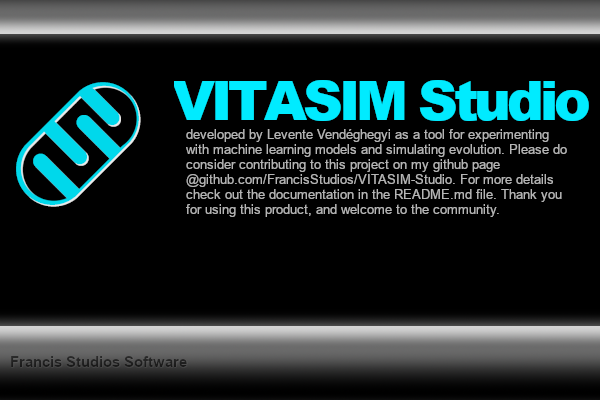 VITASIM Studio
developed by Levente Vendéghegyi as a tool for experimenting
with machine learning models and simulating evolution. Please do
consider contributing to this project on my github page
@github.com/FrancisStudios/VITASIM-Studio. For more details
check out the documentation in the README.md file. Thank you
for using this product, and welcome to the community.
Francis Studios Software